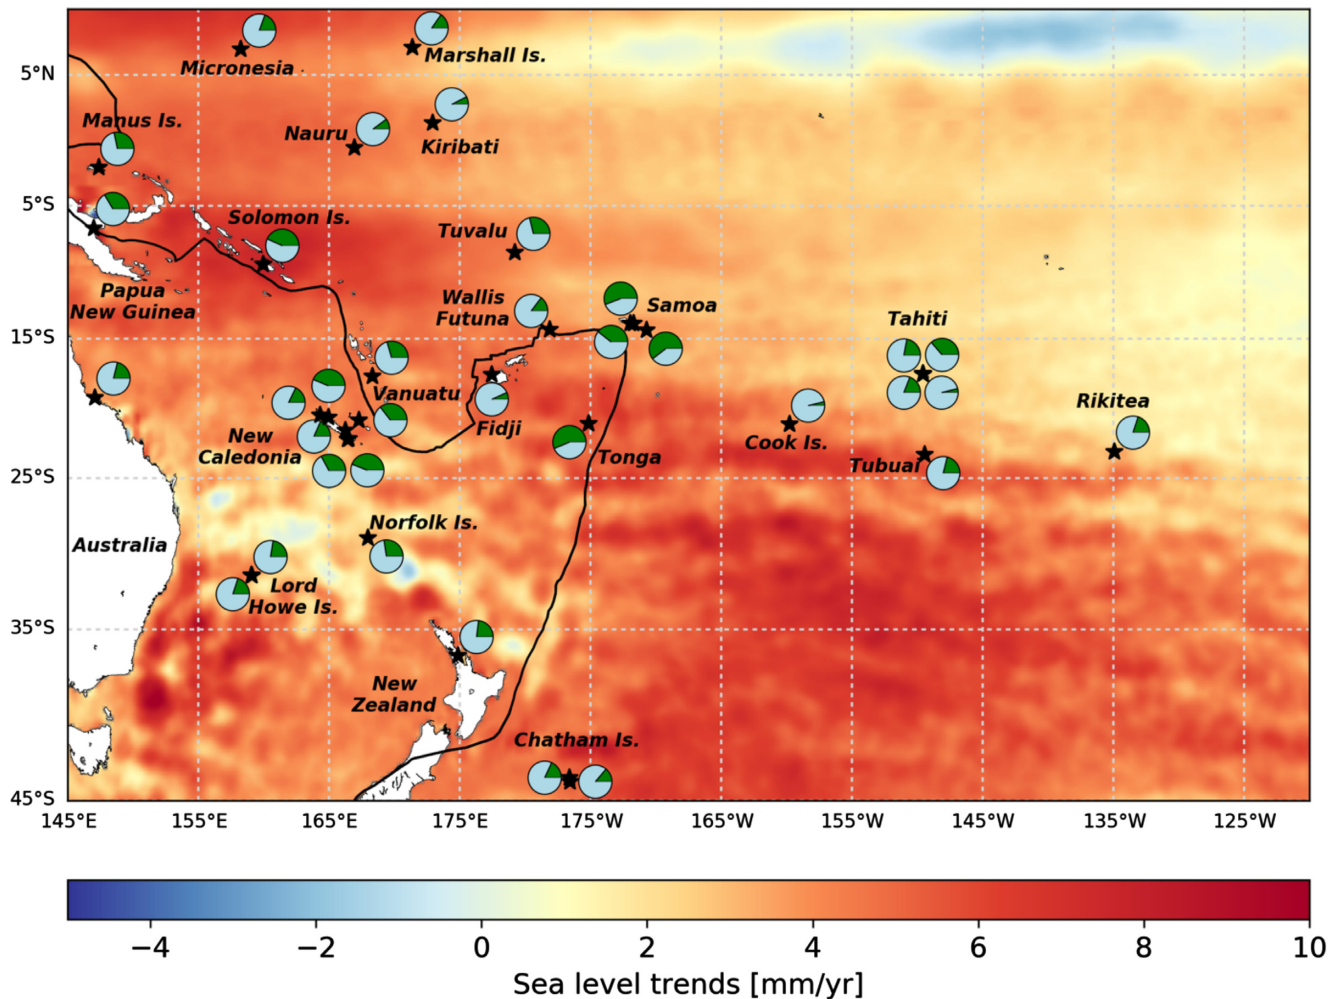 Micronesia
Marshall Is.
5°N
Manus Is.
Nauru
Kiribati
5°S
Solomon Is.
Tuvalu
Papua
New Guinea
Wallis
Futuna
Samoa
Tahiti
15°S
Vanuatu
Fidji
New
Caledonia
Tonga
Cook Is.
Tubuai
Rikitea
25°S
Australia
Norfolk Is.
Lord
Howe Is.
35°S
New
Zealand
Chatham Is.
45°S
145°E 155°E 165°E 175°E 175°W 165°W 155°W 145°W 135°W 125°W
−4 −2 0 2 4 6 8 10
Sea level trends [mm/yr]